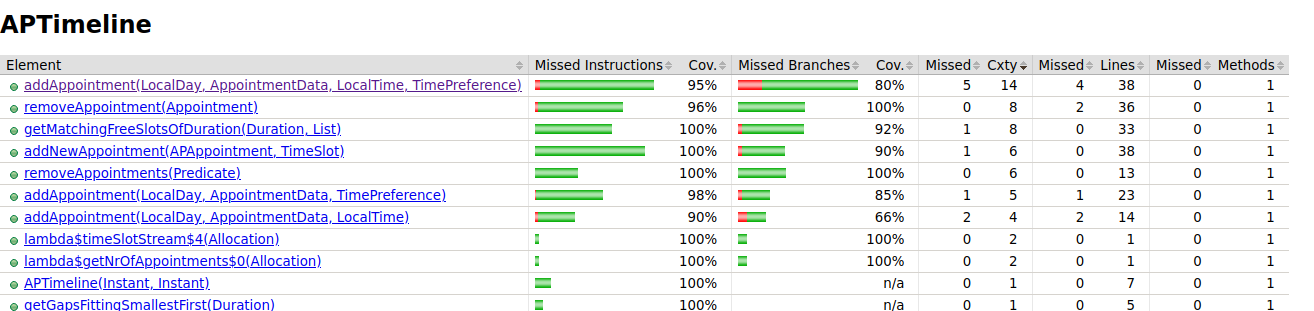 APTimeline
Element Missed Instructions Cov. Missed Branches Cov. Missed Cxty Missed Lines Missed Methods
addAppointment(LocalDay, AppointmentData, LocalTime, TimePreference) 95% 80% 5 14 4 38 0 1
removeAppointment(Appointment) 96% 100% 0 8 2 36 0 1
getMatchingFreeSlotsOfDuration(Duration, List) 100% 92% 1 8 0 33 0 1
addNewAppointment(APAppointment, TimeSlot) 100% 90% 1 6 0 38 0 1
removeAppointments(Predicate) 100% 100% 0 6 0 13 0 1
addAppointment(LocalDay, AppointmentData, TimePreference) 98% 85% 1 5 1 23 0 1
addAppointment(LocalDay, AppointmentData, LocalTime) 90% 66% 2 4 2 14 0 1
lambda$timeSlotStream$4(Allocation) 100% 100% 0 2 0 1 0 1
lambda$getNrOfAppointments$0(Allocation) 100% 100% 0 2 0 1 0 1
APTimeline(Instant, Instant) 100% n/a 0 1 0 7 0 1
getGapsFittingSmallestFirst(Duration) 100% n/a 0 1 0 5 0 1